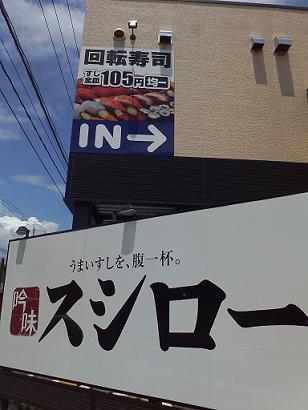 回転寿司
すし全皿105円均一
IN→
うまいすしを、腹一杯。
吟味スシロー